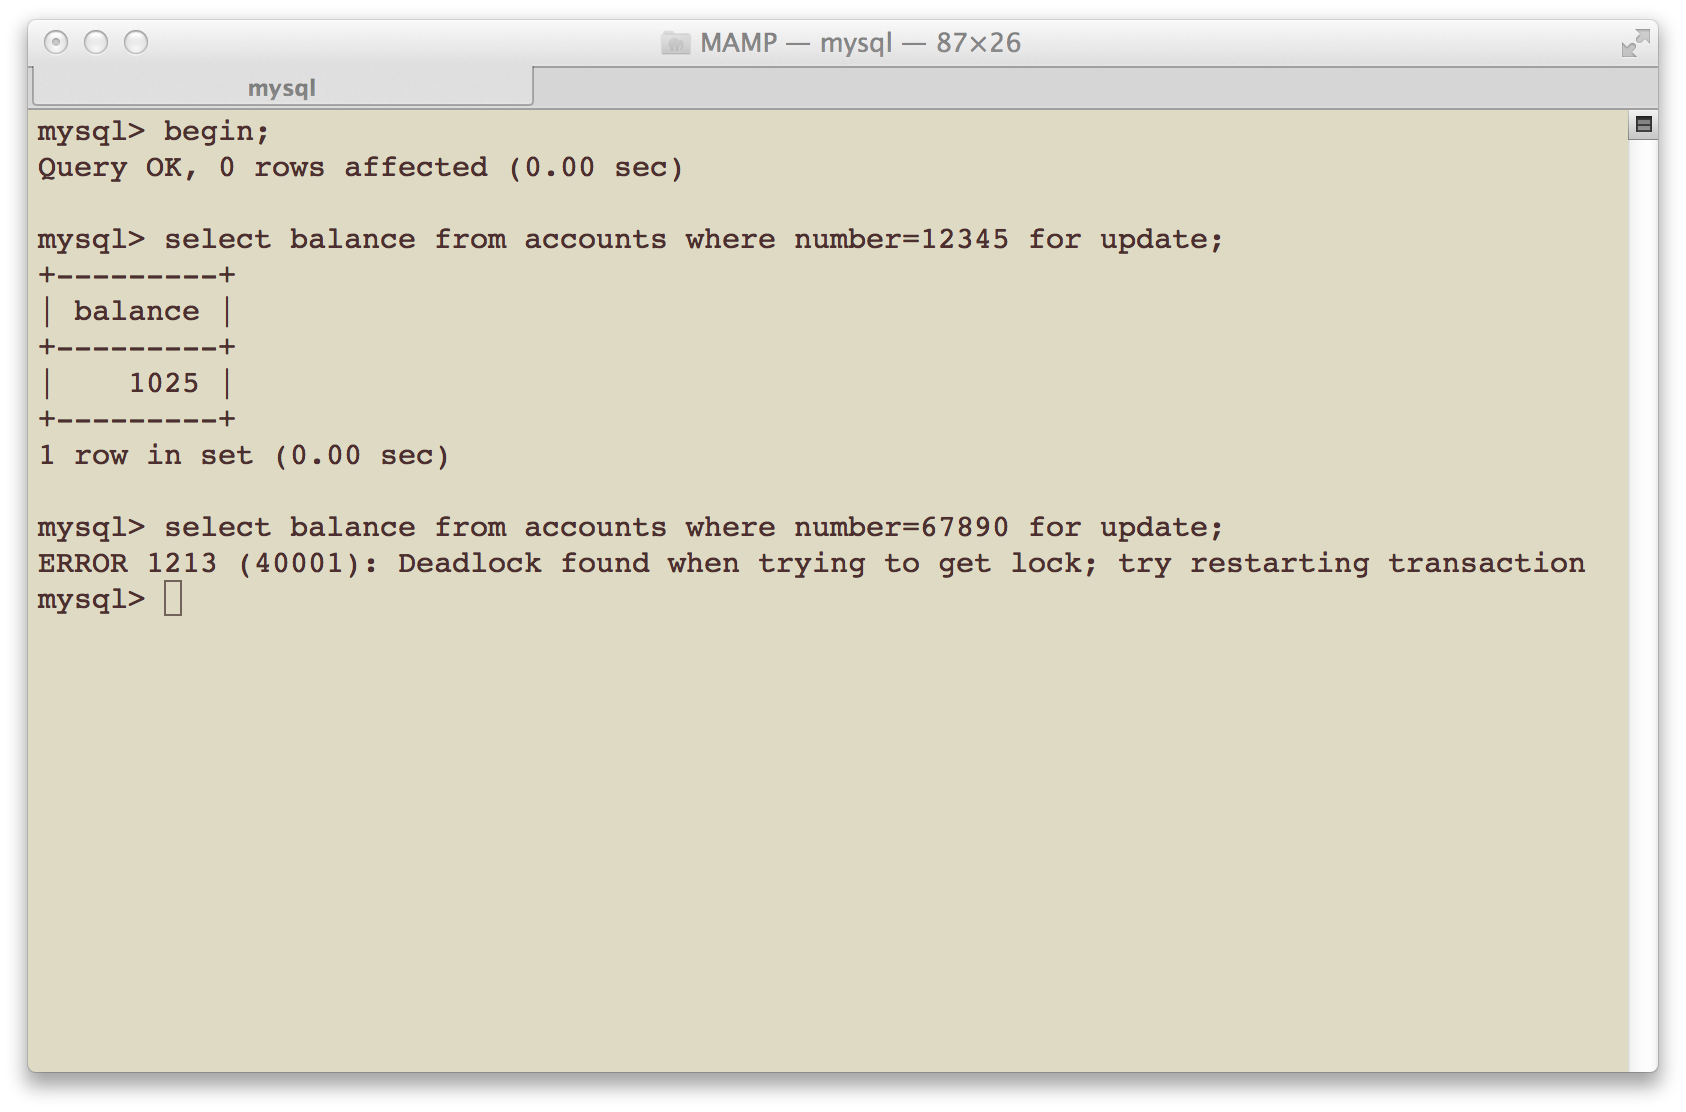 MAMP — mysql — 87×26
mysql
mysql> begin;
Query OK, 0 rows affected (0.00 sec)
mysql> select balance from accounts where number=12345 for update;
+---------+
| balance |
+---------+
|    1025 |
+---------+
1 row in set (0.00 sec)
mysql> select balance from accounts where number=67890 for update;
ERROR 1213 (40001): Deadlock found when trying to get lock; try restarting transaction
mysql>